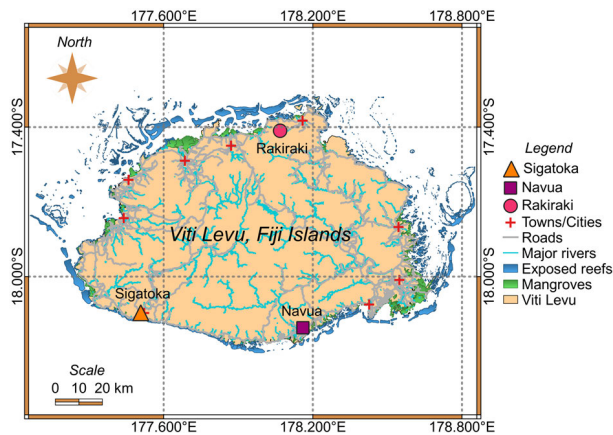 177.600°E
178.200°E
178.800°E
North
17.400°S
17.400°S
Rakiraki
Viti Levu, Fiji Islands
18.000°S
18.000°S
Sigatoka
Navua
Scale
0 10 20 km
177.600°E
178.200°E
178.800°E
Legend
Sigatoka
Navua
Rakiraki
Towns/Cities
Roads
Major rivers
Exposed reefs
Mangroves
Viti Levu